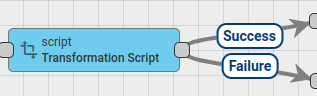 script
Transformation Script
Success
Failure